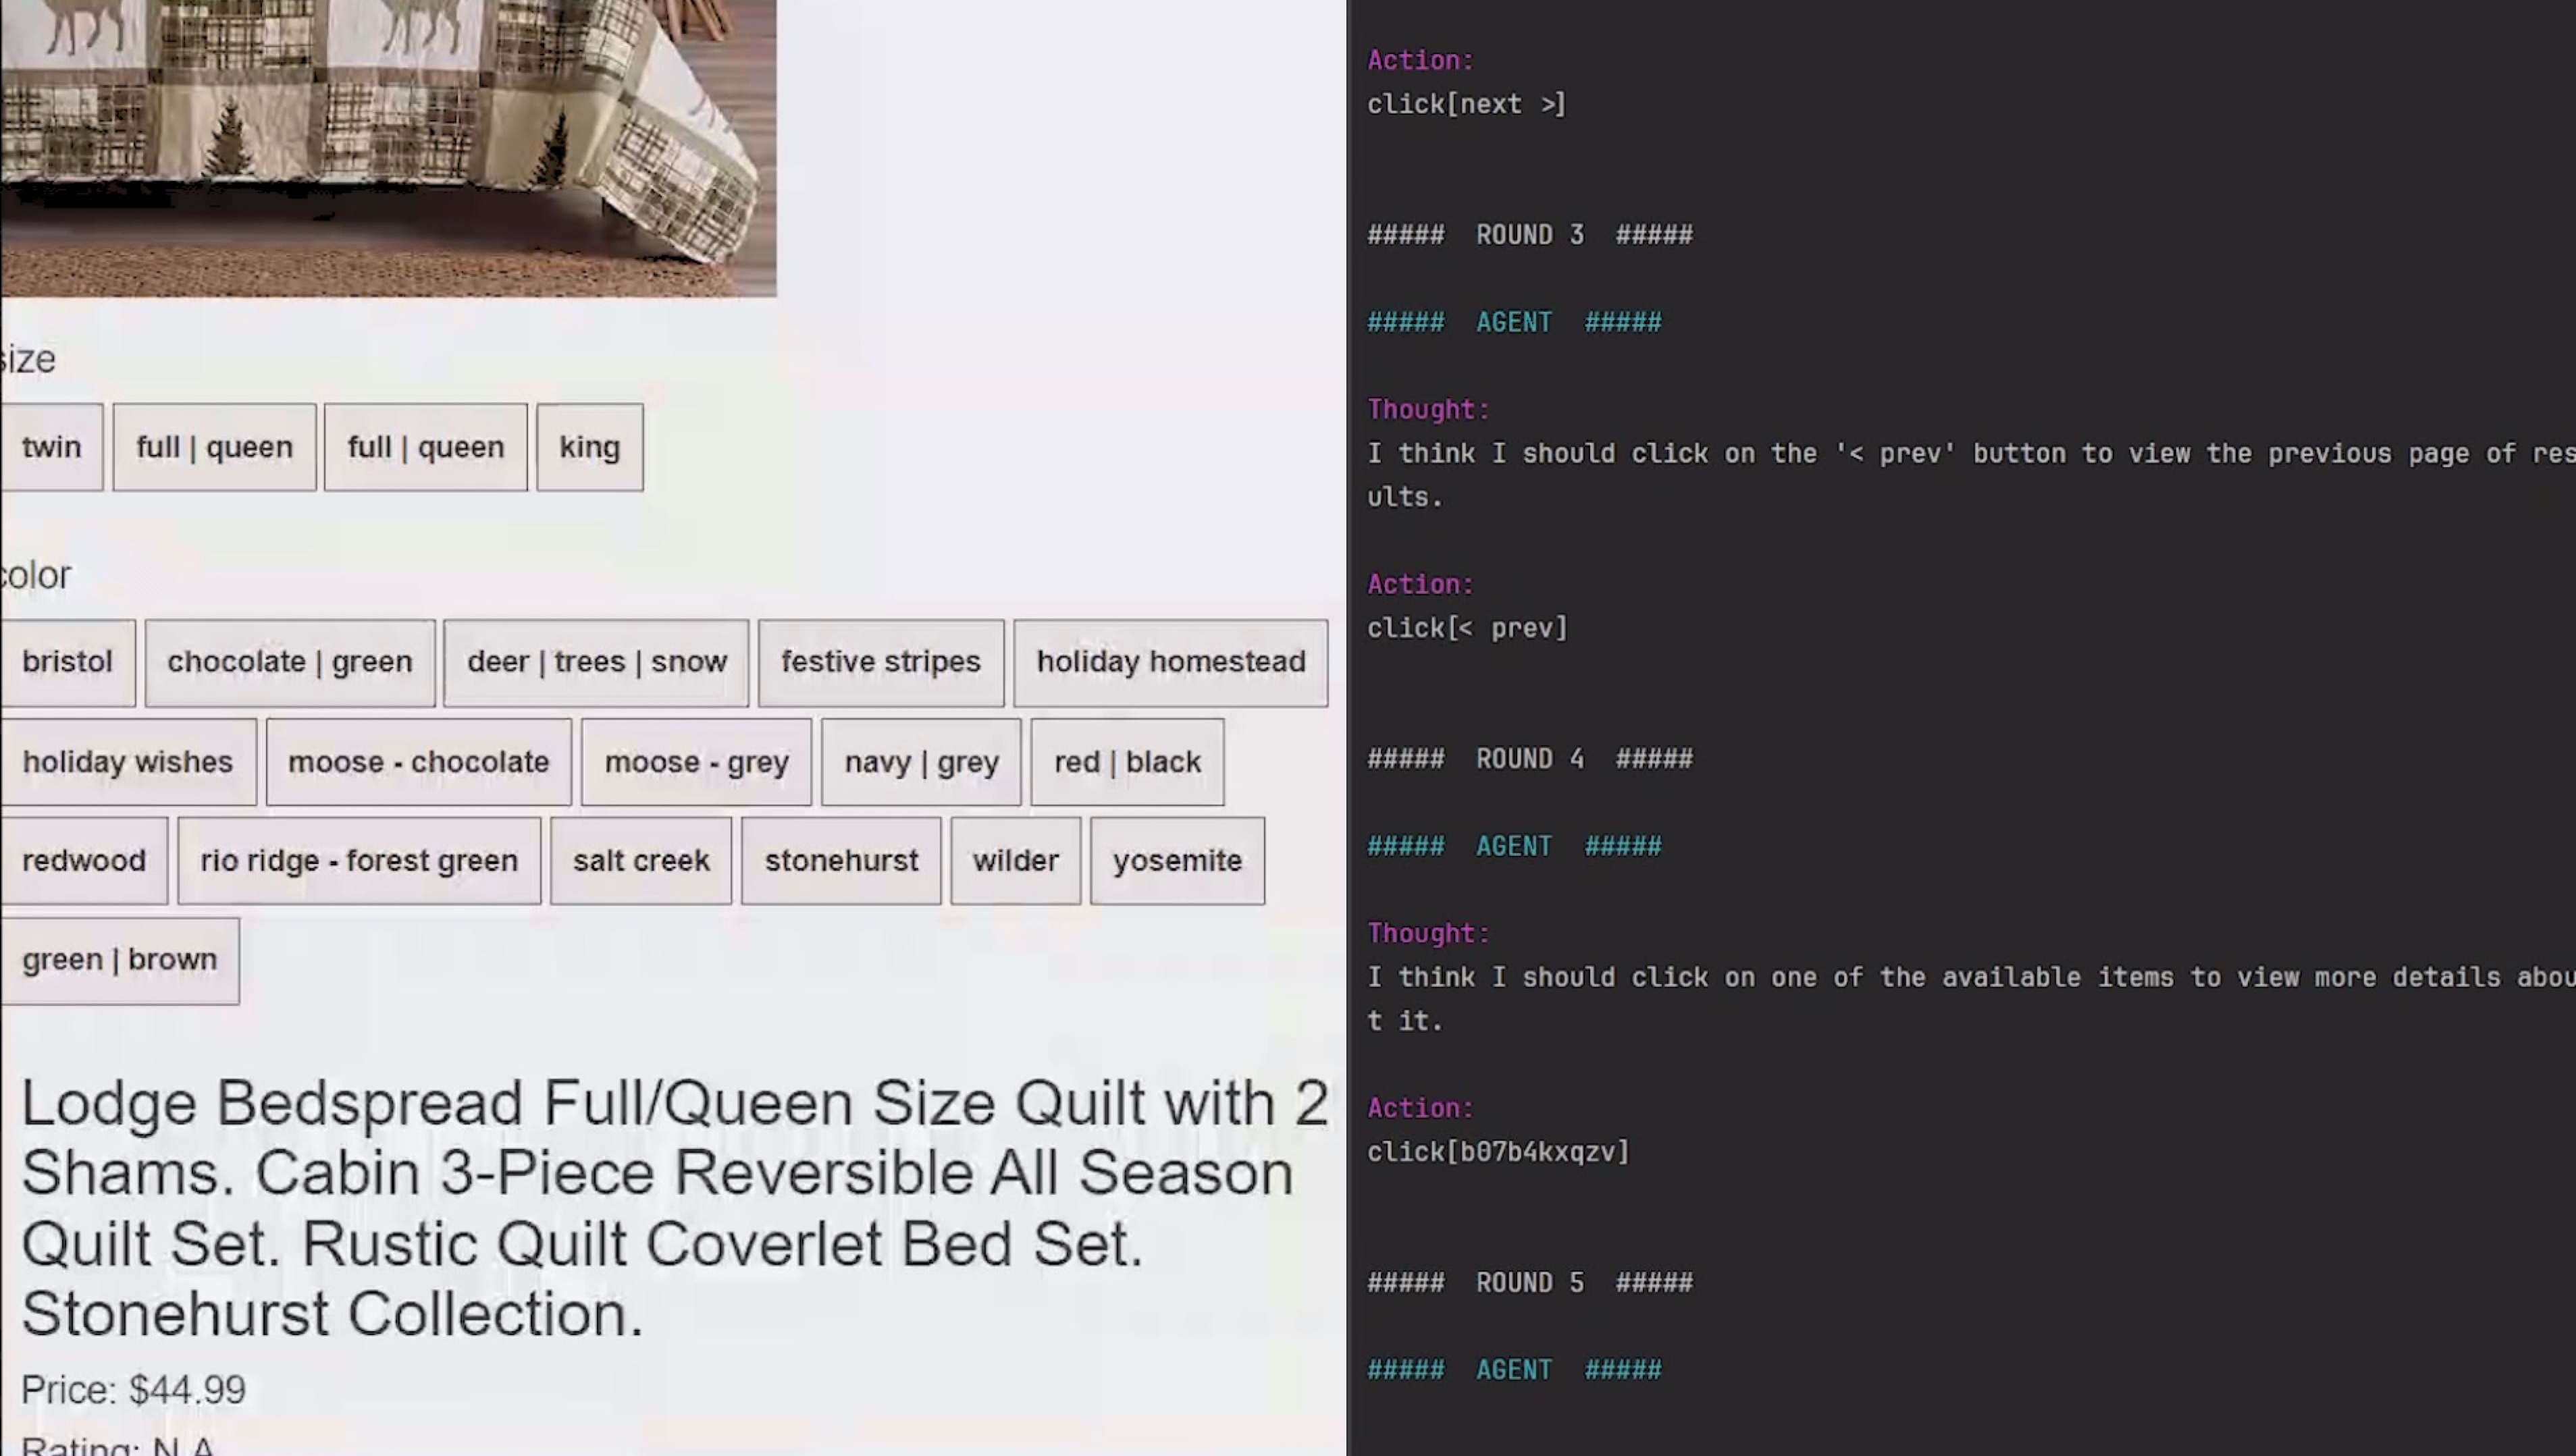 size
twin full | queen full | queen king
color
bristol chocolate | green deer | trees | snow festive stripes holiday homestead
holiday wishes moose - chocolate moose - grey navy | grey red | black
redwood rio ridge - forest green salt creek stonehurst wilder yosemite
green | brown
Lodge Bedspread Full/Queen Size Quilt with 2
Shams. Cabin 3-Piece Reversible All Season
Quilt Set. Rustic Quilt Coverlet Bed Set.
Stonehurst Collection.
Price: $44.99
Rating: N.A
Action:
click[next >]
##### ROUND 3 #####
##### AGENT #####
Thought:
I think I should click on the '< prev' button to view the previous page of res
ults.
Action:
click[< prev]
##### ROUND 4 #####
##### AGENT #####
Thought:
I think I should click on one of the available items to view more details abou
t it.
Action:
click[b07b4kxqzv]
##### ROUND 5 #####
##### AGENT #####